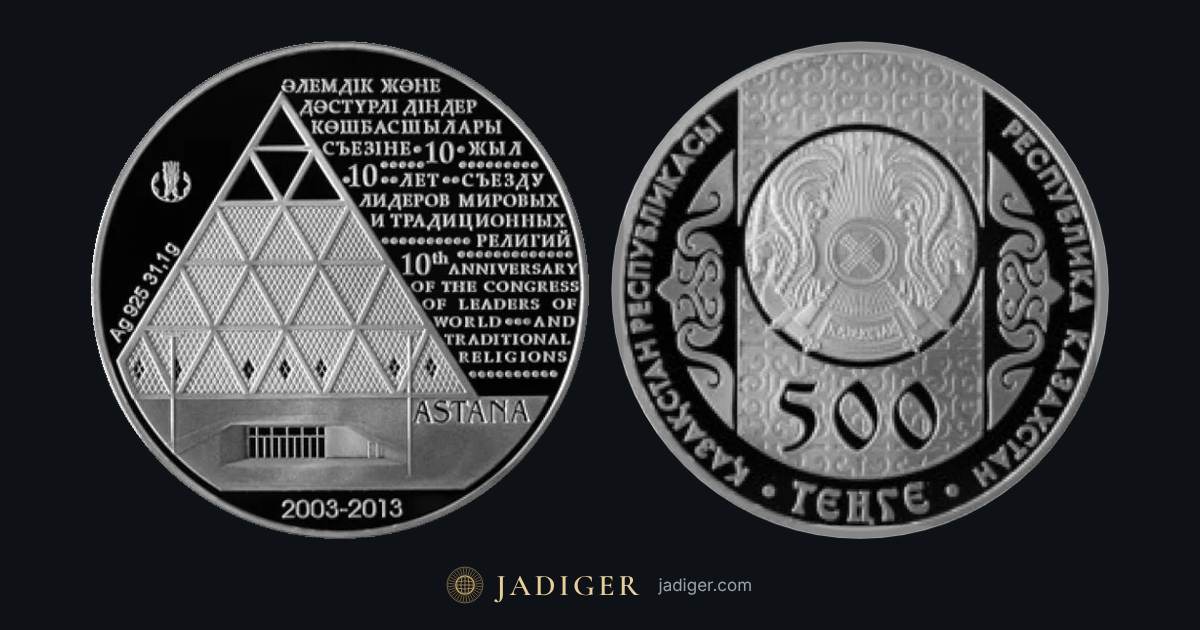 ӘЛЕМДІК ЖӘНЕ
ДӘСТҮРЛІ ДІНДЕР
КӨШБАСШЫЛАРЫ
СЪЕЗІНЕ•10•ЖЫЛ
•10••ЛЕТ••СЪЕЗДУ
ЛИДЕРОВ МИРОВЫХ
И ТРАДИЦИОННЫХ
РЕЛИГИЙ
10th ANNIVERSARY
OF THE CONGRESS
OF LEADERS OF
WORLD•••AND
TRADITIONAL
RELIGIONS
Ag 925 31,1g
ASTANA
2003-2013
ҚАЗАҚСТАН РЕСПУБЛИКАСЫ
РЕСПУБЛИКА КАЗАХСТАН
ҚАЗАҚСТАН
500
• ТЕҢГЕ •
JADIGER
jadiger.com